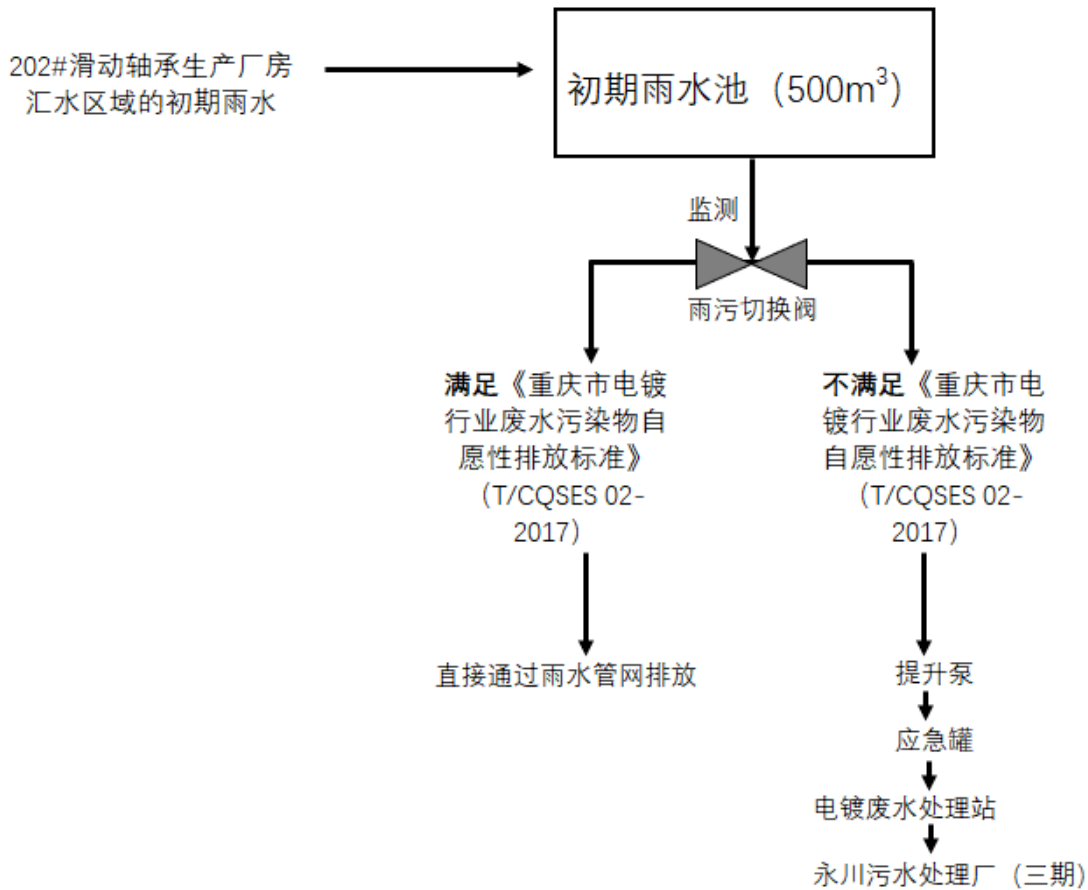 202#滑动轴承生产厂房
汇水区域的初期雨水
初期雨水池（500m³）
监测
雨污切换阀
满足《重庆市电镀
行业废水污染物自
愿性排放标准》
（T/CQSES 02-
2017）
不满足《重庆市电
镀行业废水污染物
自愿性排放标准》
（T/CQSES 02-
2017）
直接通过雨水管网排放
提升泵
应急罐
电镀废水处理站
永川污水处理厂（三期）